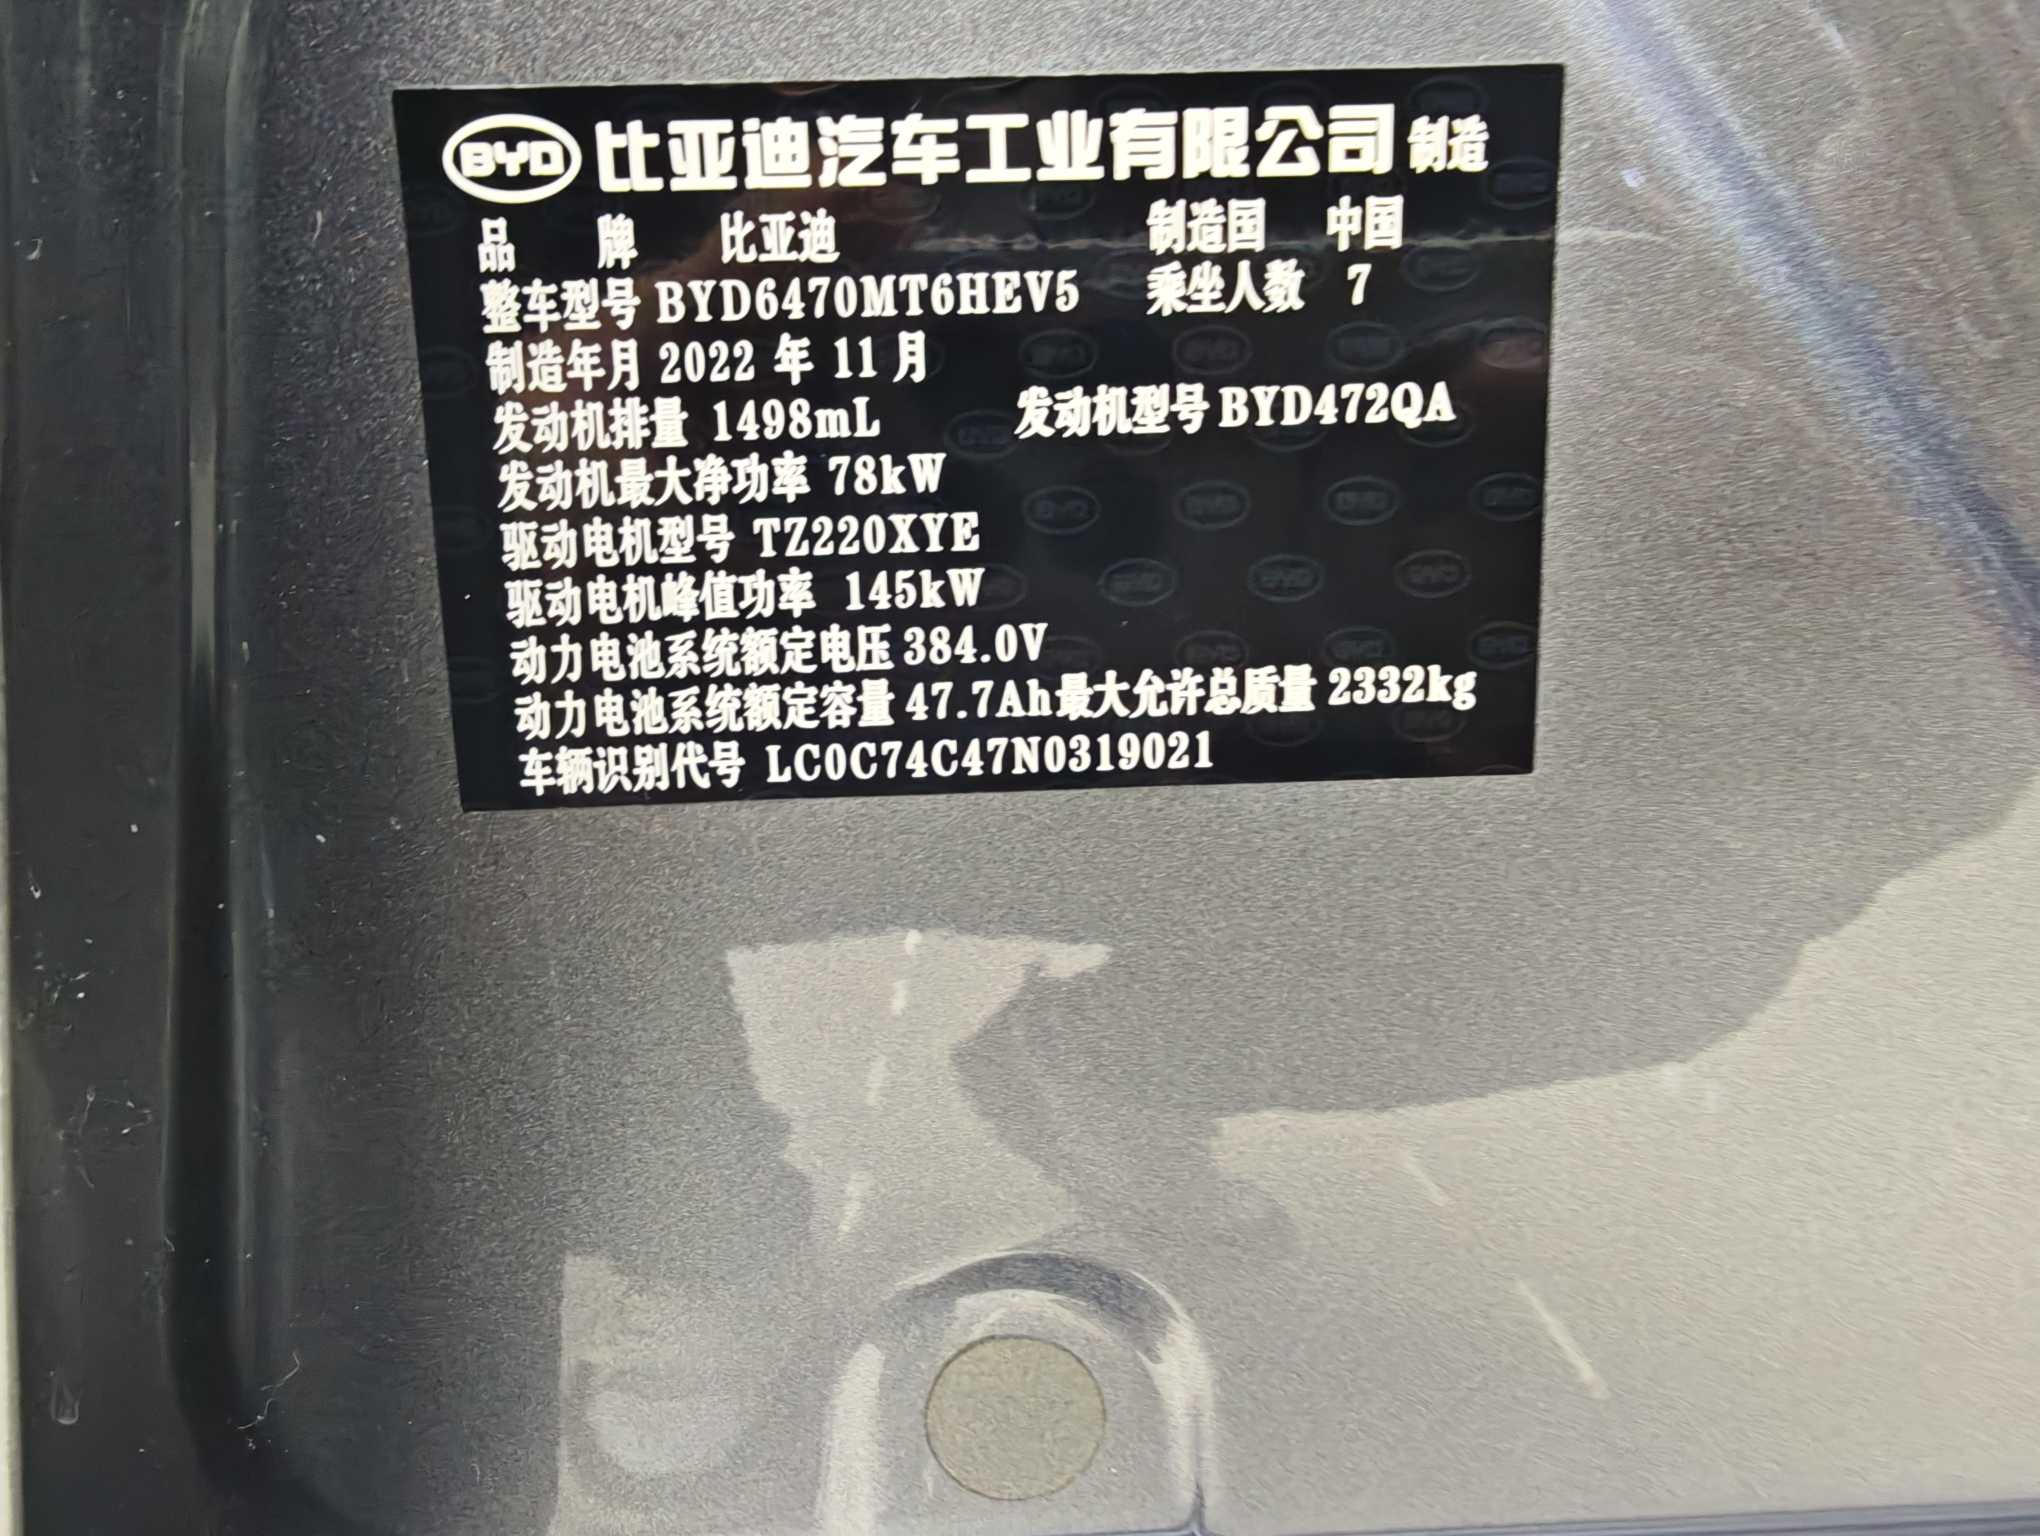 BYD 比亚迪汽车工业有限公司 制造
品 牌 比亚迪 制造国 中国
整车型号 BYD6470MT6HEV5 乘坐人数 7
制造年月 2022 年 11 月
发动机排量 1498mL 发动机型号 BYD472QA
发动机最大净功率 78kW
驱动电机型号 TZ220XYE
驱动电机峰值功率 145kW
动力电池系统额定电压 384.0V
动力电池系统额定容量 47.7Ah 最大允许总质量 2332kg
车辆识别代号 LC0C74C47N0319021